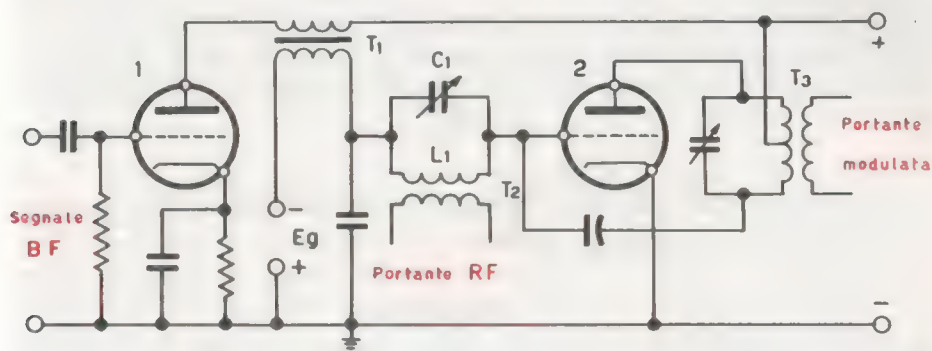 +
T1
1
C1
2
T3
L1
T2
Portante
modulata
Segnale
BF
-
Eg
+
Portante RF
-